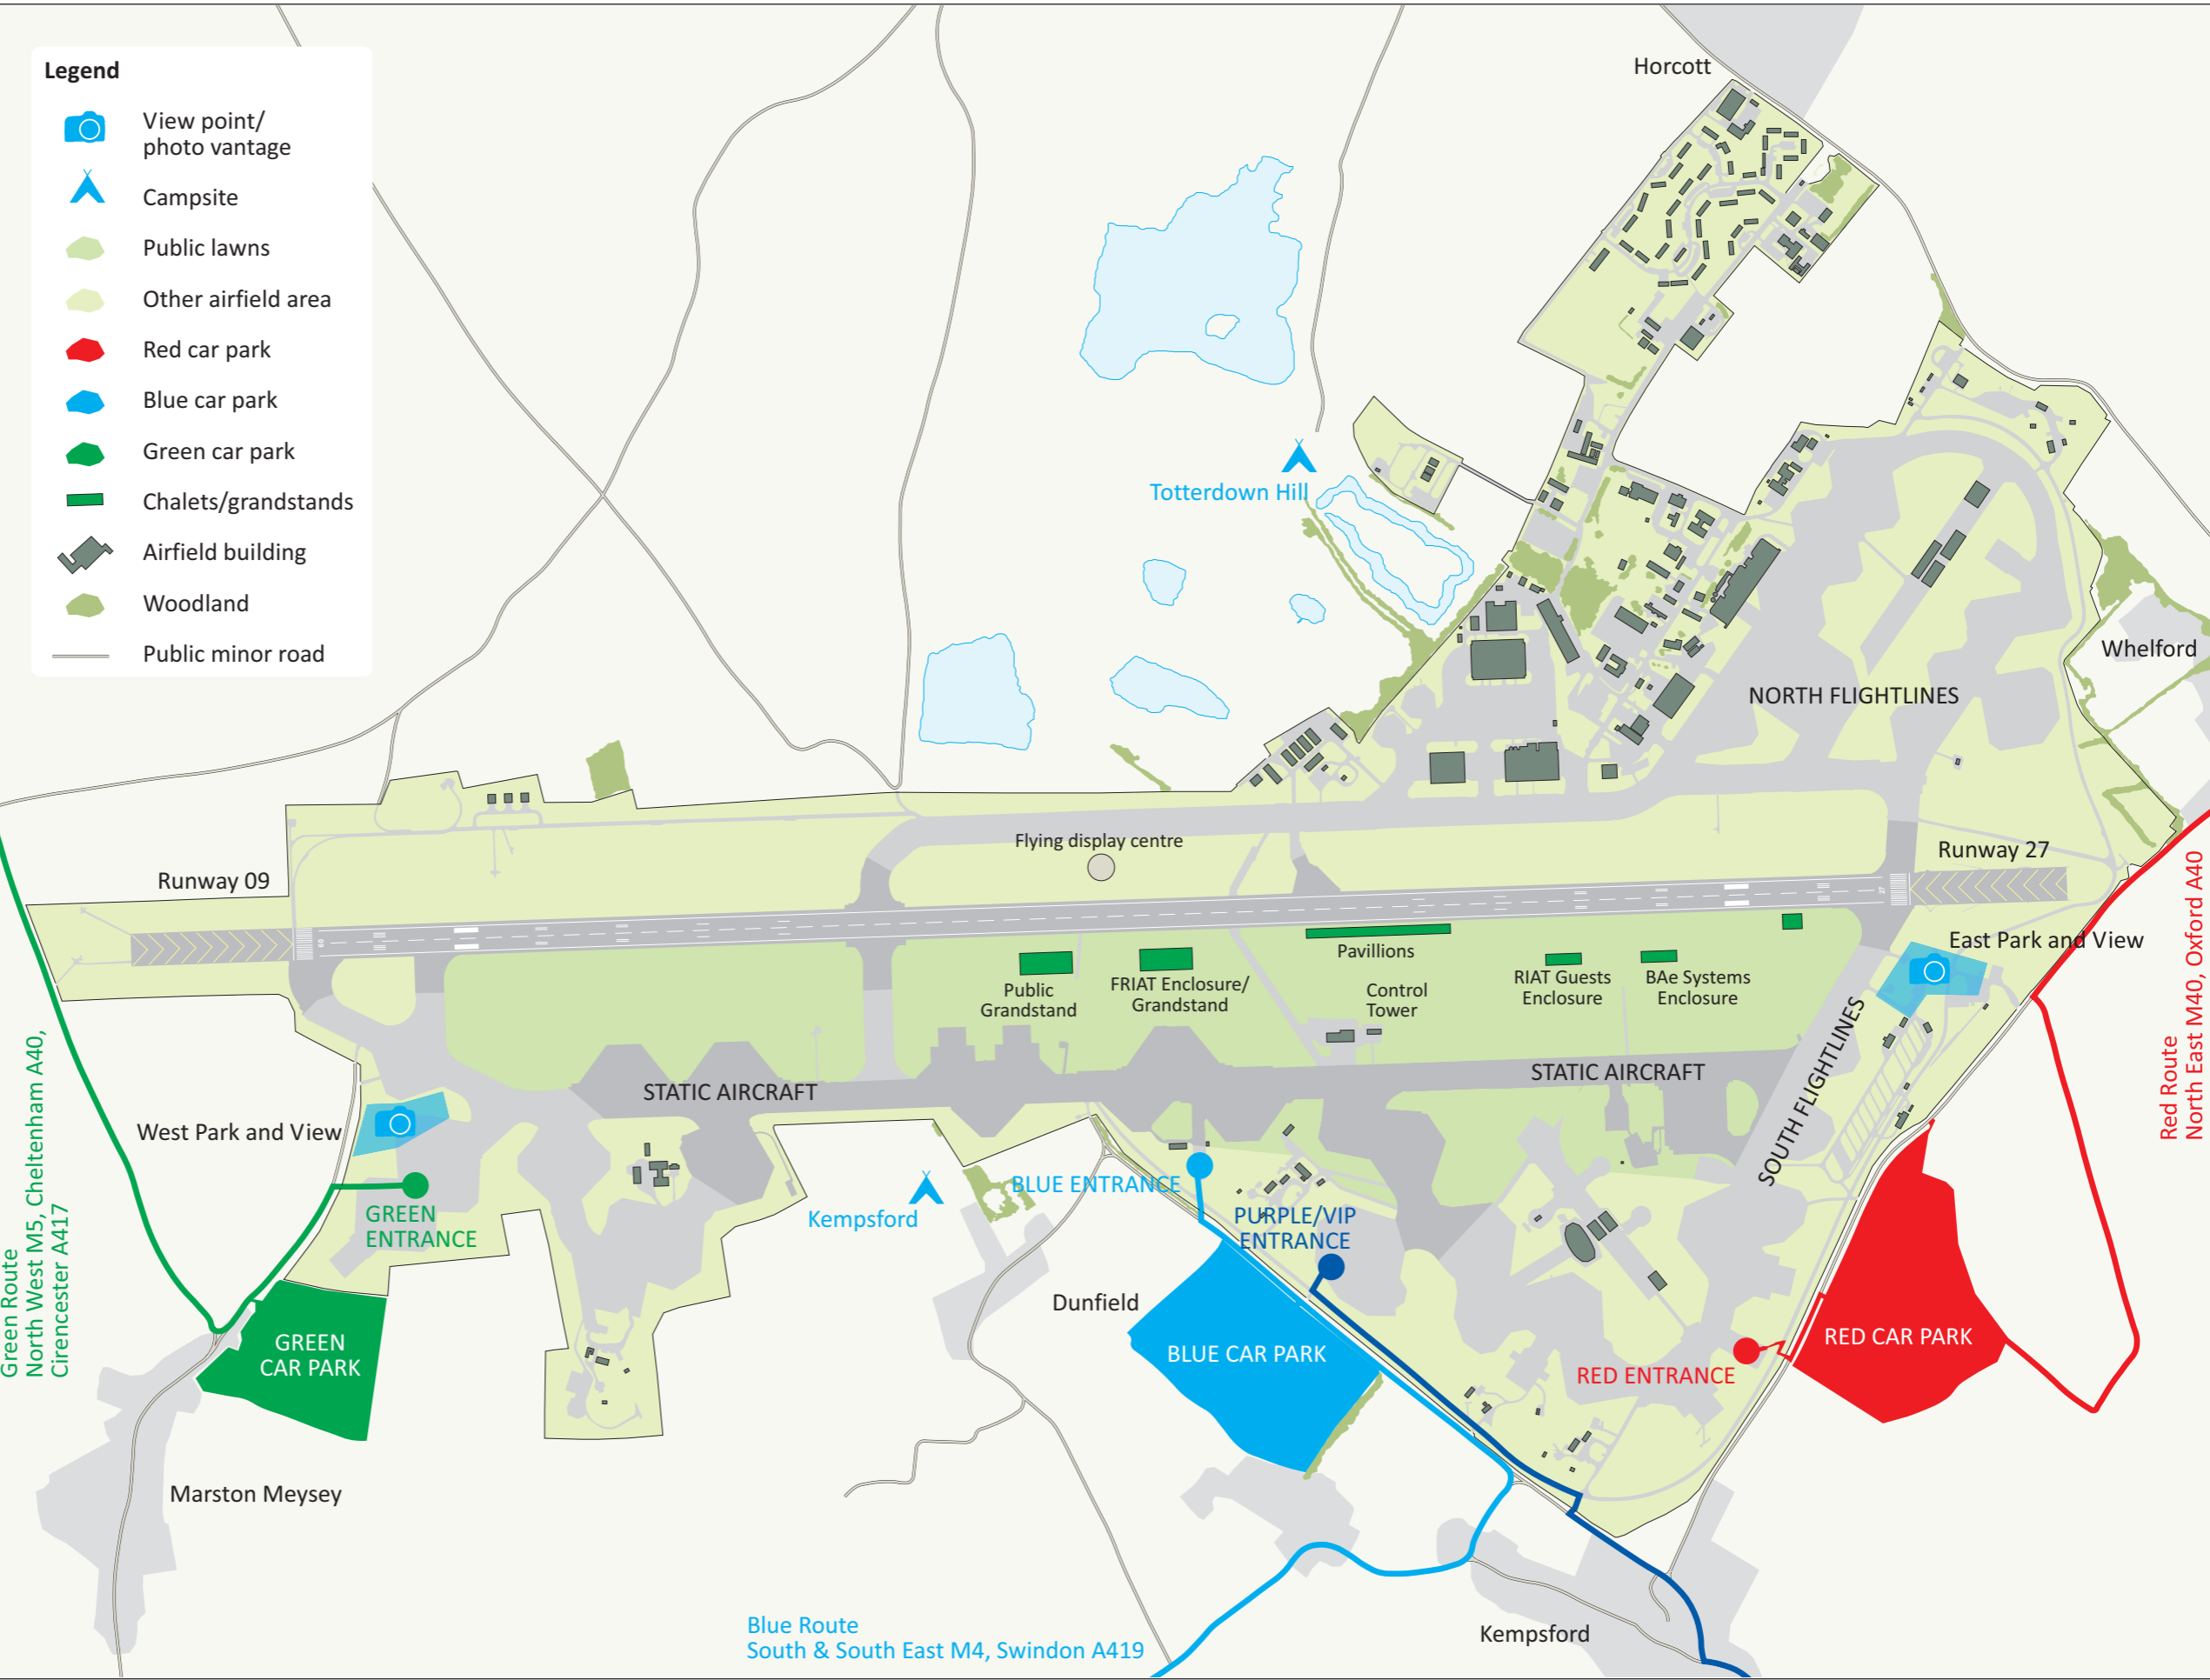 Legend
View point/
photo vantage
Campsite
Public lawns
Other airfield area
Red car park
Blue car park
Green car park
Chalets/grandstands
Airfield building
Woodland
Public minor road
Horcott
Totterdown Hill
Whelford
NORTH FLIGHTLINES
Flying display centre
Runway 09
Runway 27
09
27
East Park and View
Pavillions
Public
Grandstand
FRIAT Enclosure/
Grandstand
Control
Tower
RIAT Guests
Enclosure
BAe Systems
Enclosure
SOUTH FLIGHTLINES
STATIC AIRCRAFT
STATIC AIRCRAFT
West Park and View
GREEN
ENTRANCE
Kempsford
BLUE ENTRANCE
PURPLE/VIP
ENTRANCE
Dunfield
GREEN
CAR PARK
BLUE CAR PARK
RED ENTRANCE
RED CAR PARK
Marston Meysey
Kempsford
Green Route
North West M5, Cheltenham A40,
Cirencester A417
Red Route
North East M40, Oxford A40
Blue Route
South & South East M4, Swindon A419